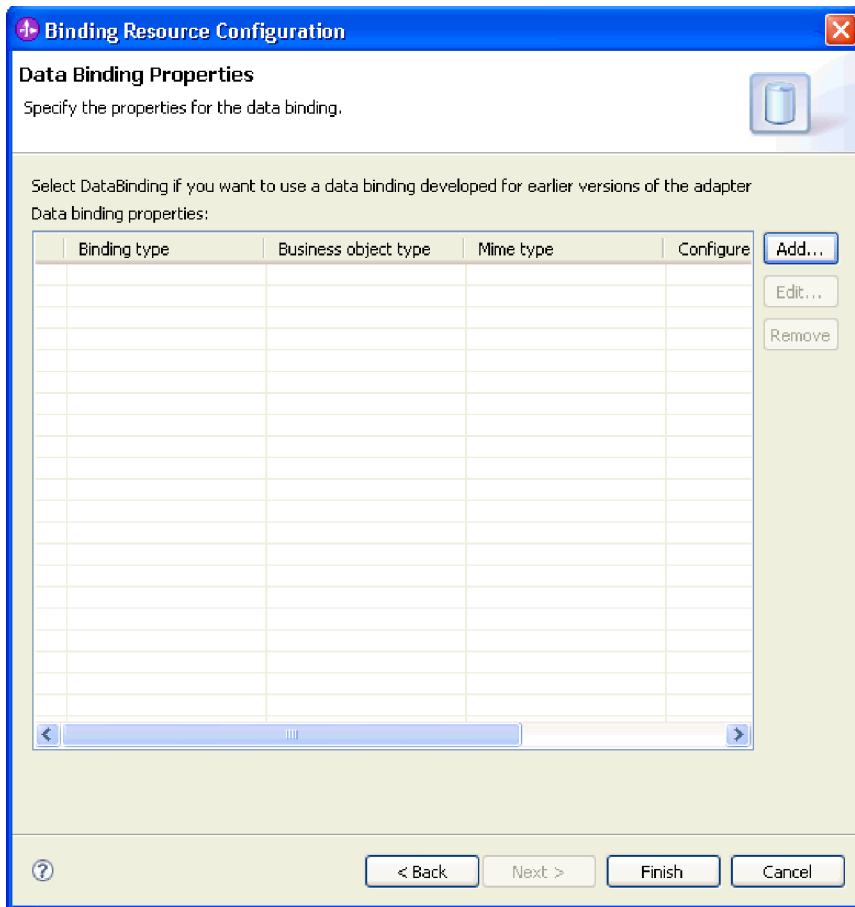 Binding Resource Configuration
Data Binding Properties
Specify the properties for the data binding.
Select DataBinding if you want to use a data binding developed for earlier versions of the adapter
Data binding properties:
Binding type Business object type Mime type Configure
Add...
Edit...
Remove
? < Back Next > Finish Cancel